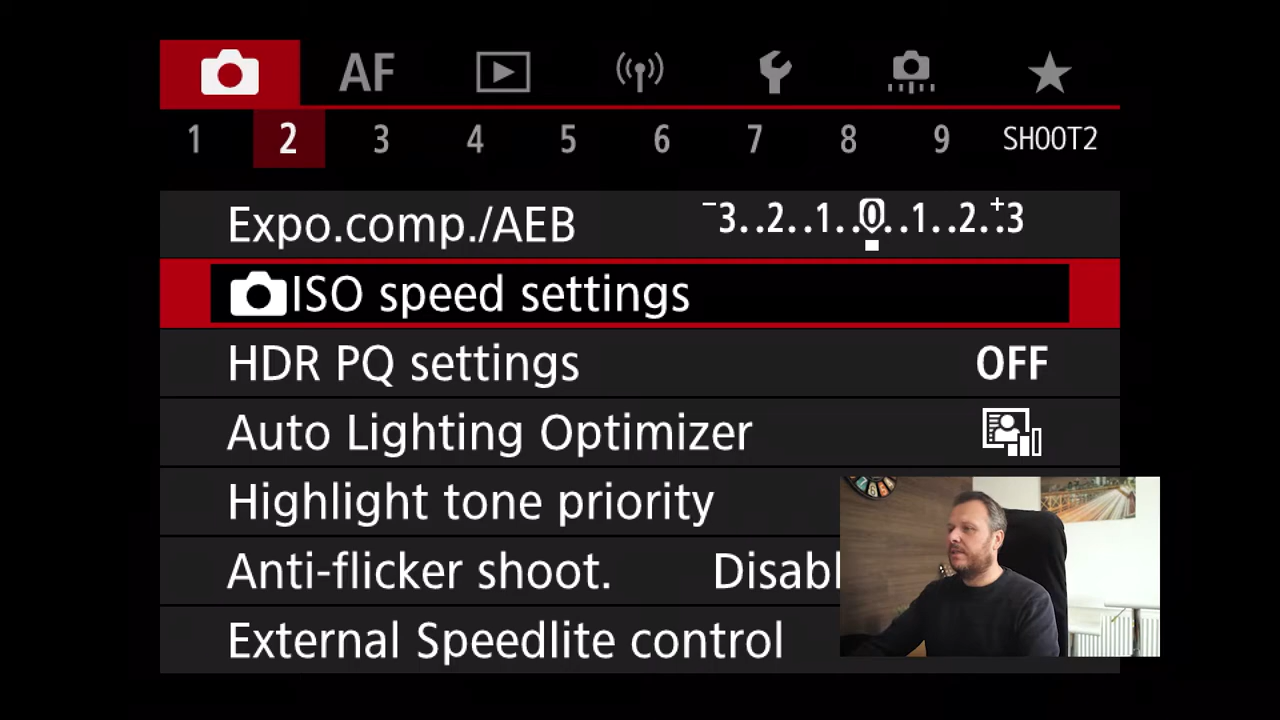 AF
1 2 3 4 5 6 7 8 9 SHOOT2
Expo.comp./AEB -3..2..1..0..1..2..+3
ISO speed settings
HDR PQ settings OFF
Auto Lighting Optimizer
Highlight tone priority
Anti-flicker shoot. Disabl
External Speedlite control